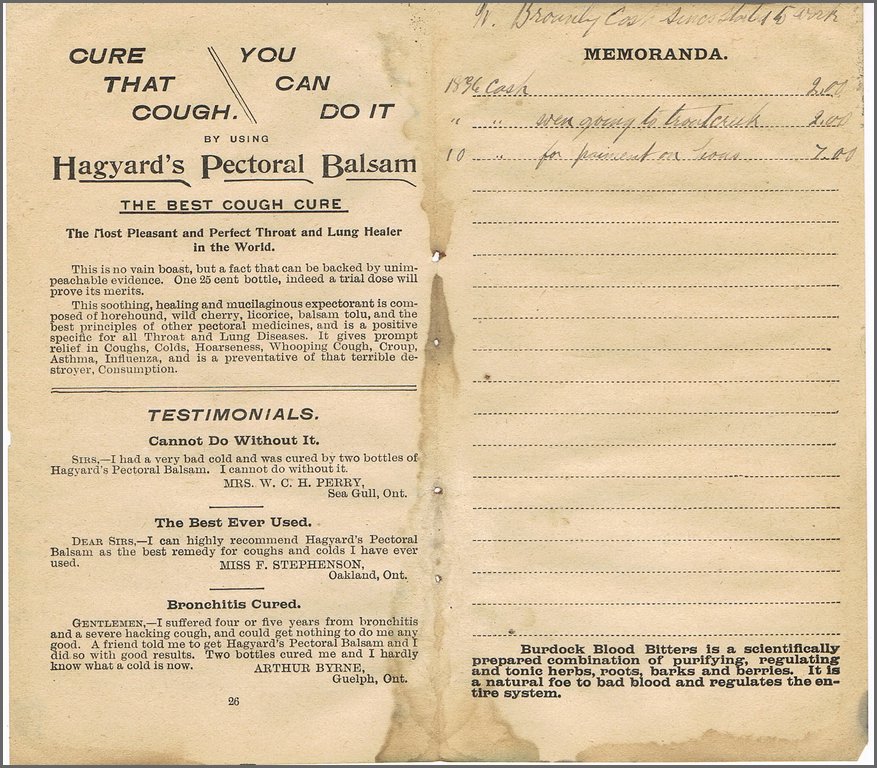 CURE THAT COUGH.
YOU CAN DO IT
BY USING
Hagyard's Pectoral Balsam
THE BEST COUGH CURE
The Most Pleasant and Perfect Throat and Lung Healer
in the World.
This is no vain boast, but a fact that can be backed by unim-
peachable evidence. One 25 cent bottle, indeed a trial dose will
prove its merits.
This soothing, healing and mucilaginous expectorant is com-
posed of horehound, wild cherry, licorice, balsam tolu, and the
best principles of other pectoral medicines, and is a positive
specific for all Throat and Lung Diseases. It gives prompt
relief in Coughs, Colds, Hoarseness, Whooping Cough, Croup,
Asthma, Influenza, and is a preventative of that terrible de-
stroyer, Consumption.
TESTIMONIALS.
Cannot Do Without It.
SIRS,—I had a very bad cold and was cured by two bottles of
Hagyard's Pectoral Balsam. I cannot do without it.
MRS. W. C. H. PERRY,
Sea Gull, Ont.
The Best Ever Used.
DEAR SIRS,—I can highly recommend Hagyard's Pectoral
Balsam as the best remedy for coughs and colds I have ever
used. MISS F. STEPHENSON,
Oakland, Ont.
Bronchitis Cured.
GENTLEMEN,—I suffered four or five years from bronchitis
and a severe hacking cough, and could get nothing to do me any
good. A friend told me to get Hagyard's Pectoral Balsam and I
did so with good results. Two bottles cured me and I hardly
know what a cold is now. ARTHUR BYRNE,
Guelph, Ont.
26
Cash work
MEMORANDA.
Cash 2.00
" " going to 2.00
10 " for on 7.00
Burdock Blood Bitters is a scientifically
prepared combination of purifying, regulating
and tonic herbs, roots, barks and berries. It is
a natural foe to bad blood and regulates the en-
tire system.